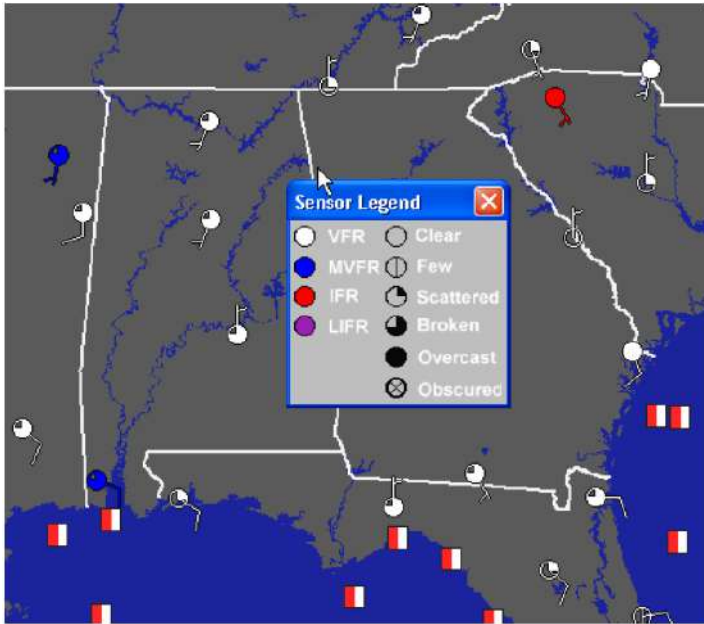 Sensor Legend
VFR Clear
MVFR Few
IFR Scattered
LIFR Broken
Overcast
Obscured